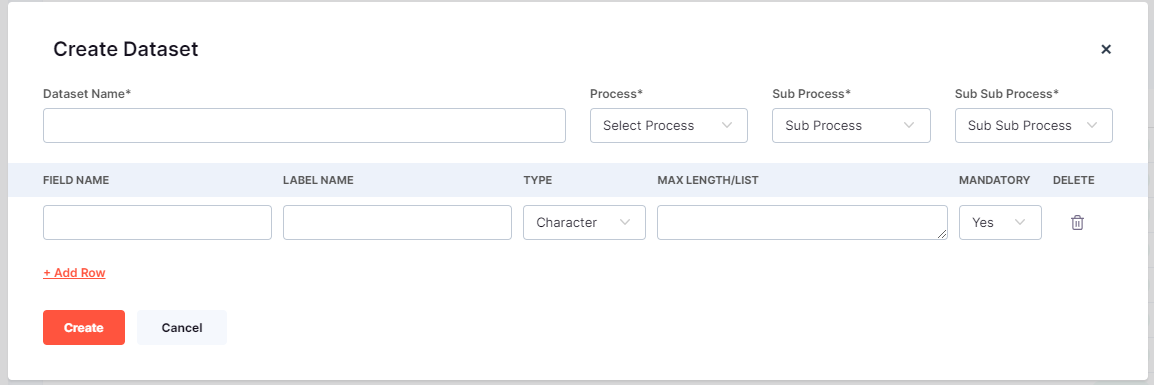 Create Dataset ×
Dataset Name* Process* Sub Process* Sub Sub Process*
Select Process Sub Process Sub Sub Process
FIELD NAME LABEL NAME TYPE MAX LENGTH/LIST MANDATORY DELETE
Character Yes
+ Add Row
Create Cancel